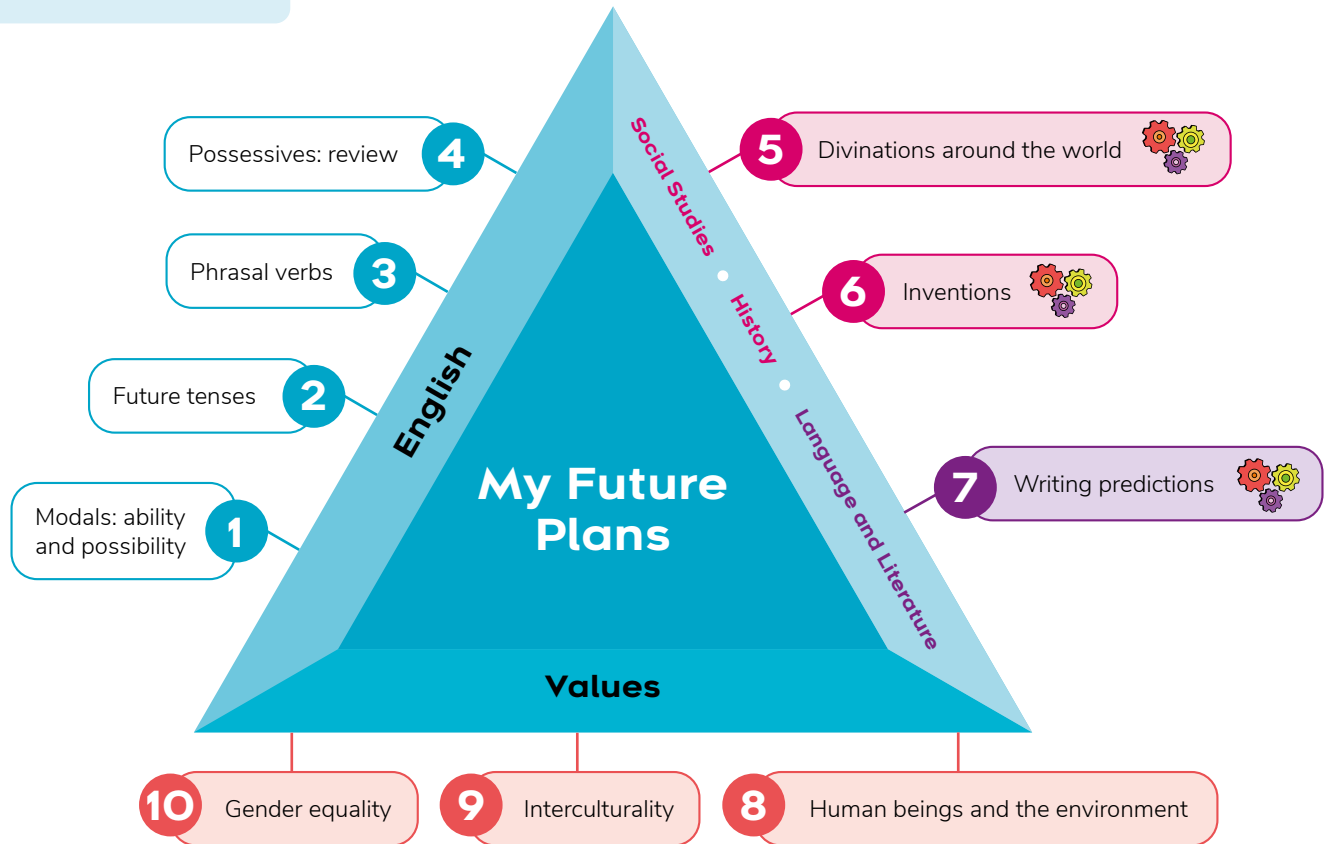 4
Possessives: review
3
Phrasal verbs
2
Future tenses
1
Modals: ability
and possibility
English
My Future
Plans
Values
Social Studies • History • Language and Literature
5
Divinations around the world
6
Inventions
7
Writing predictions
10
Gender equality
9
Interculturality
8
Human beings and the environment